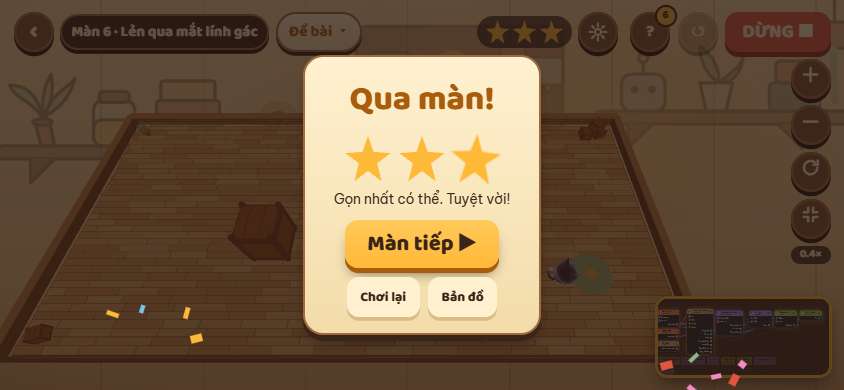 Màn 6 · Lẻn qua mắt lính gác
Đề bài
?
6
DỪNG
Qua màn!
Gọn nhất có thể. Tuyệt vời!
Màn tiếp
Chơi lại
Bản đồ
0.4×